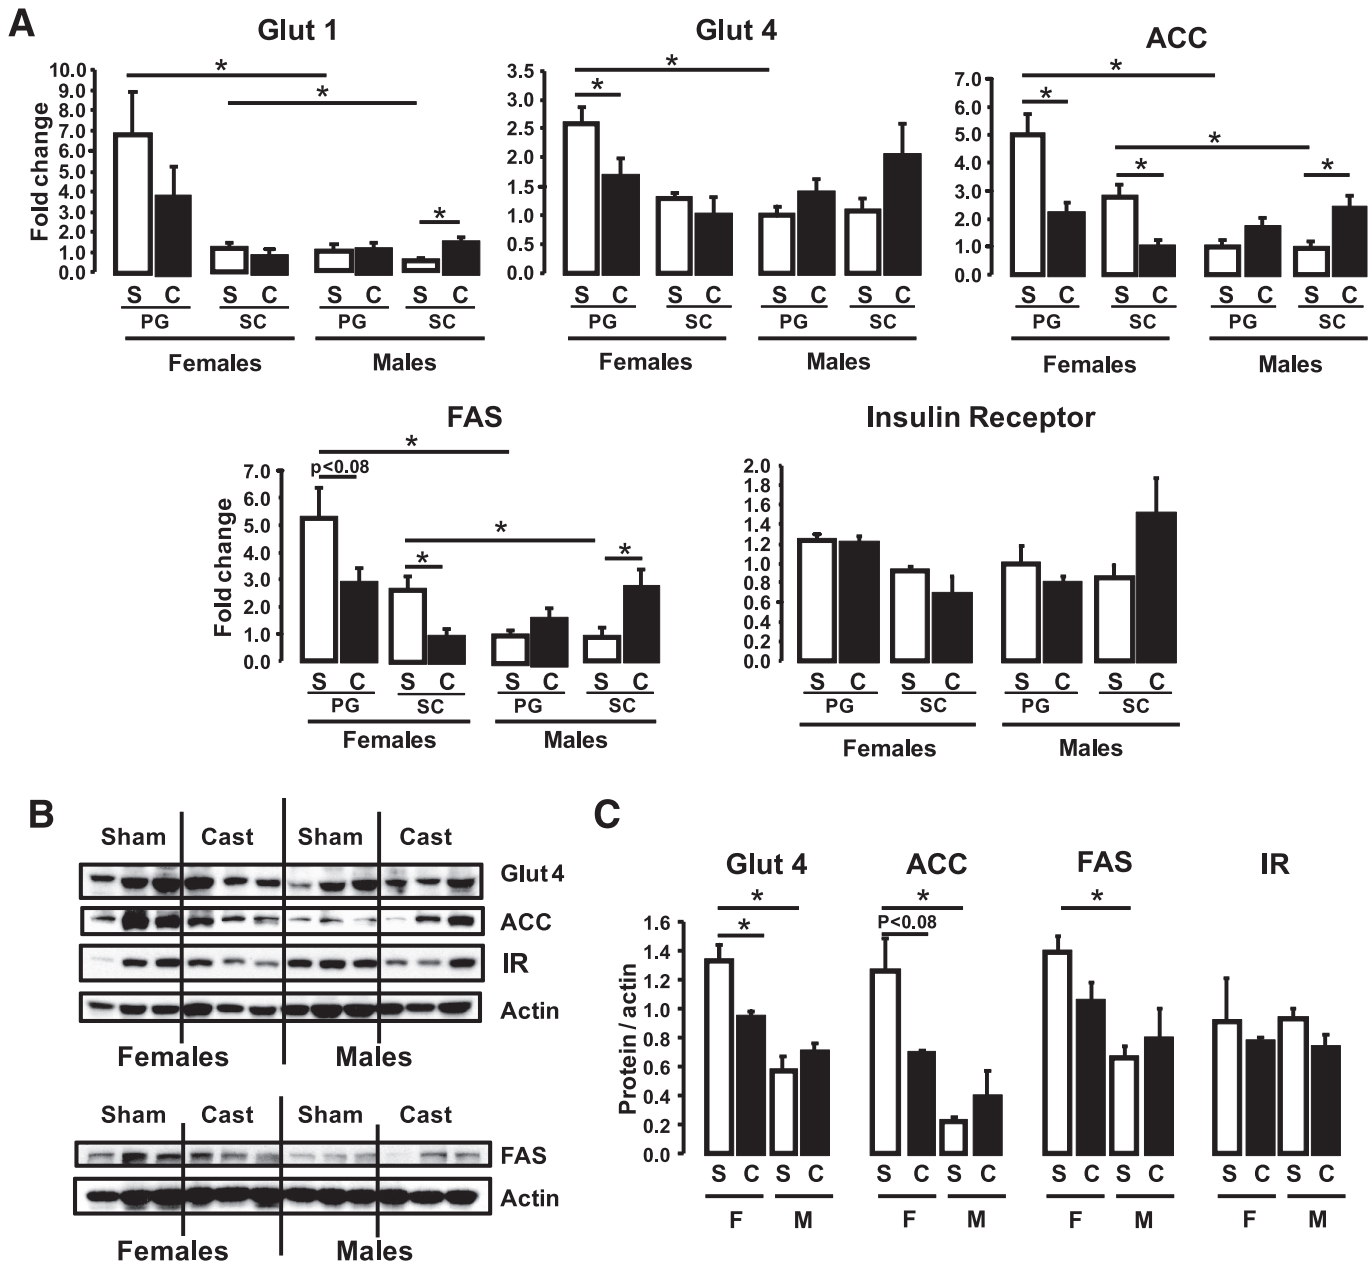 A
Glut 1
Glut 4
ACC
Fold change
10.0
9.0
8.0
7.0
6.0
5.0
4.0
3.0
2.0
1.0
0.0
*
*
*
S C S C S C S C
PG SC PG SC
Females Males
3.5
3.0
2.5
2.0
1.5
1.0
0.5
0.0
*
*
S C S C S C S C
PG SC PG SC
Females Males
7.0
6.0
5.0
4.0
3.0
2.0
1.0
0.0
*
*
*
*
*
S C S C S C S C
PG SC PG SC
Females Males
FAS
Insulin Receptor
Fold change
7.0
6.0
5.0
4.0
3.0
2.0
1.0
0.0
*
p<0.08
*
*
*
S C S C S C S C
PG SC PG SC
Females Males
2.0
1.8
1.6
1.4
1.2
1.0
0.8
0.6
0.4
0.2
0.0
S C S C S C S C
PG SC PG SC
Females Males
B
Sham Cast Sham Cast
Glut 4
ACC
IR
Actin
Females Males
Sham Cast Sham Cast
FAS
Actin
Females Males
C
Glut 4 ACC FAS IR
Protein / actin
1.6
1.4
1.2
1.0
0.8
0.6
0.4
0.2
0.0
*
*
*
P<0.08
*
S C S C S C S C S C S C S C S C
F M F M F M F M